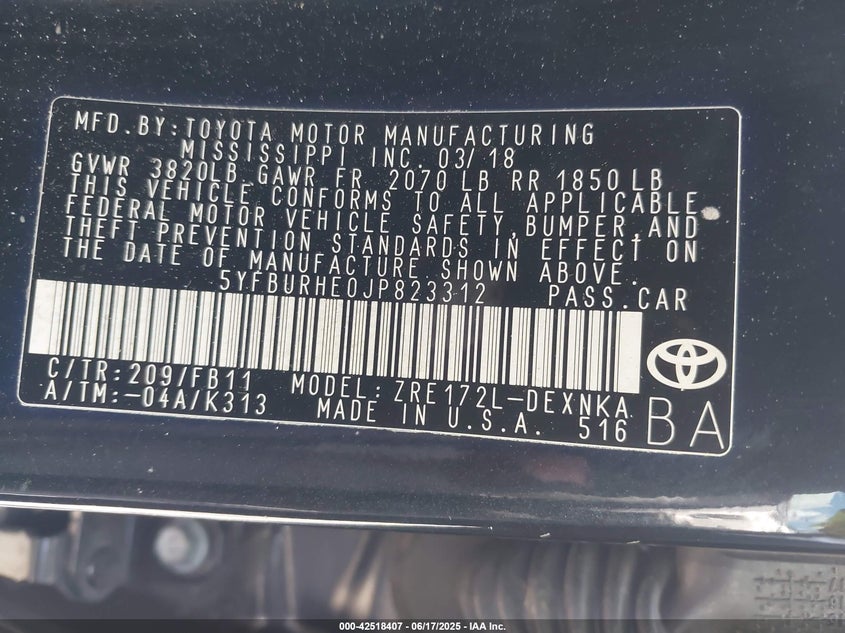 MFD.BY:TOYOTA MOTOR MANUFACTURING
MISSISSIPPI INC. 03/18
GVWR 3820LB GAWR FR 2070 LB RR 1850 LB
THIS VEHICLE CONFORMS TO ALL APPLICABLE
FEDERAL MOTOR VEHICLE SAFETY,BUMPER,AND
THEFT PREVENTION STANDARDS IN EFFECT ON
THE DATE OF MANUFACTURE SHOWN ABOVE.
5YFBURHE0JP823312 PASS.CAR
C/TR:209/FB11 MODEL:ZRE172L-DEXNKA
A/TM:-04A/K313 MADE IN U.S.A. 516
BA
000-42518407 - 06/17/2025 - IAA Inc.